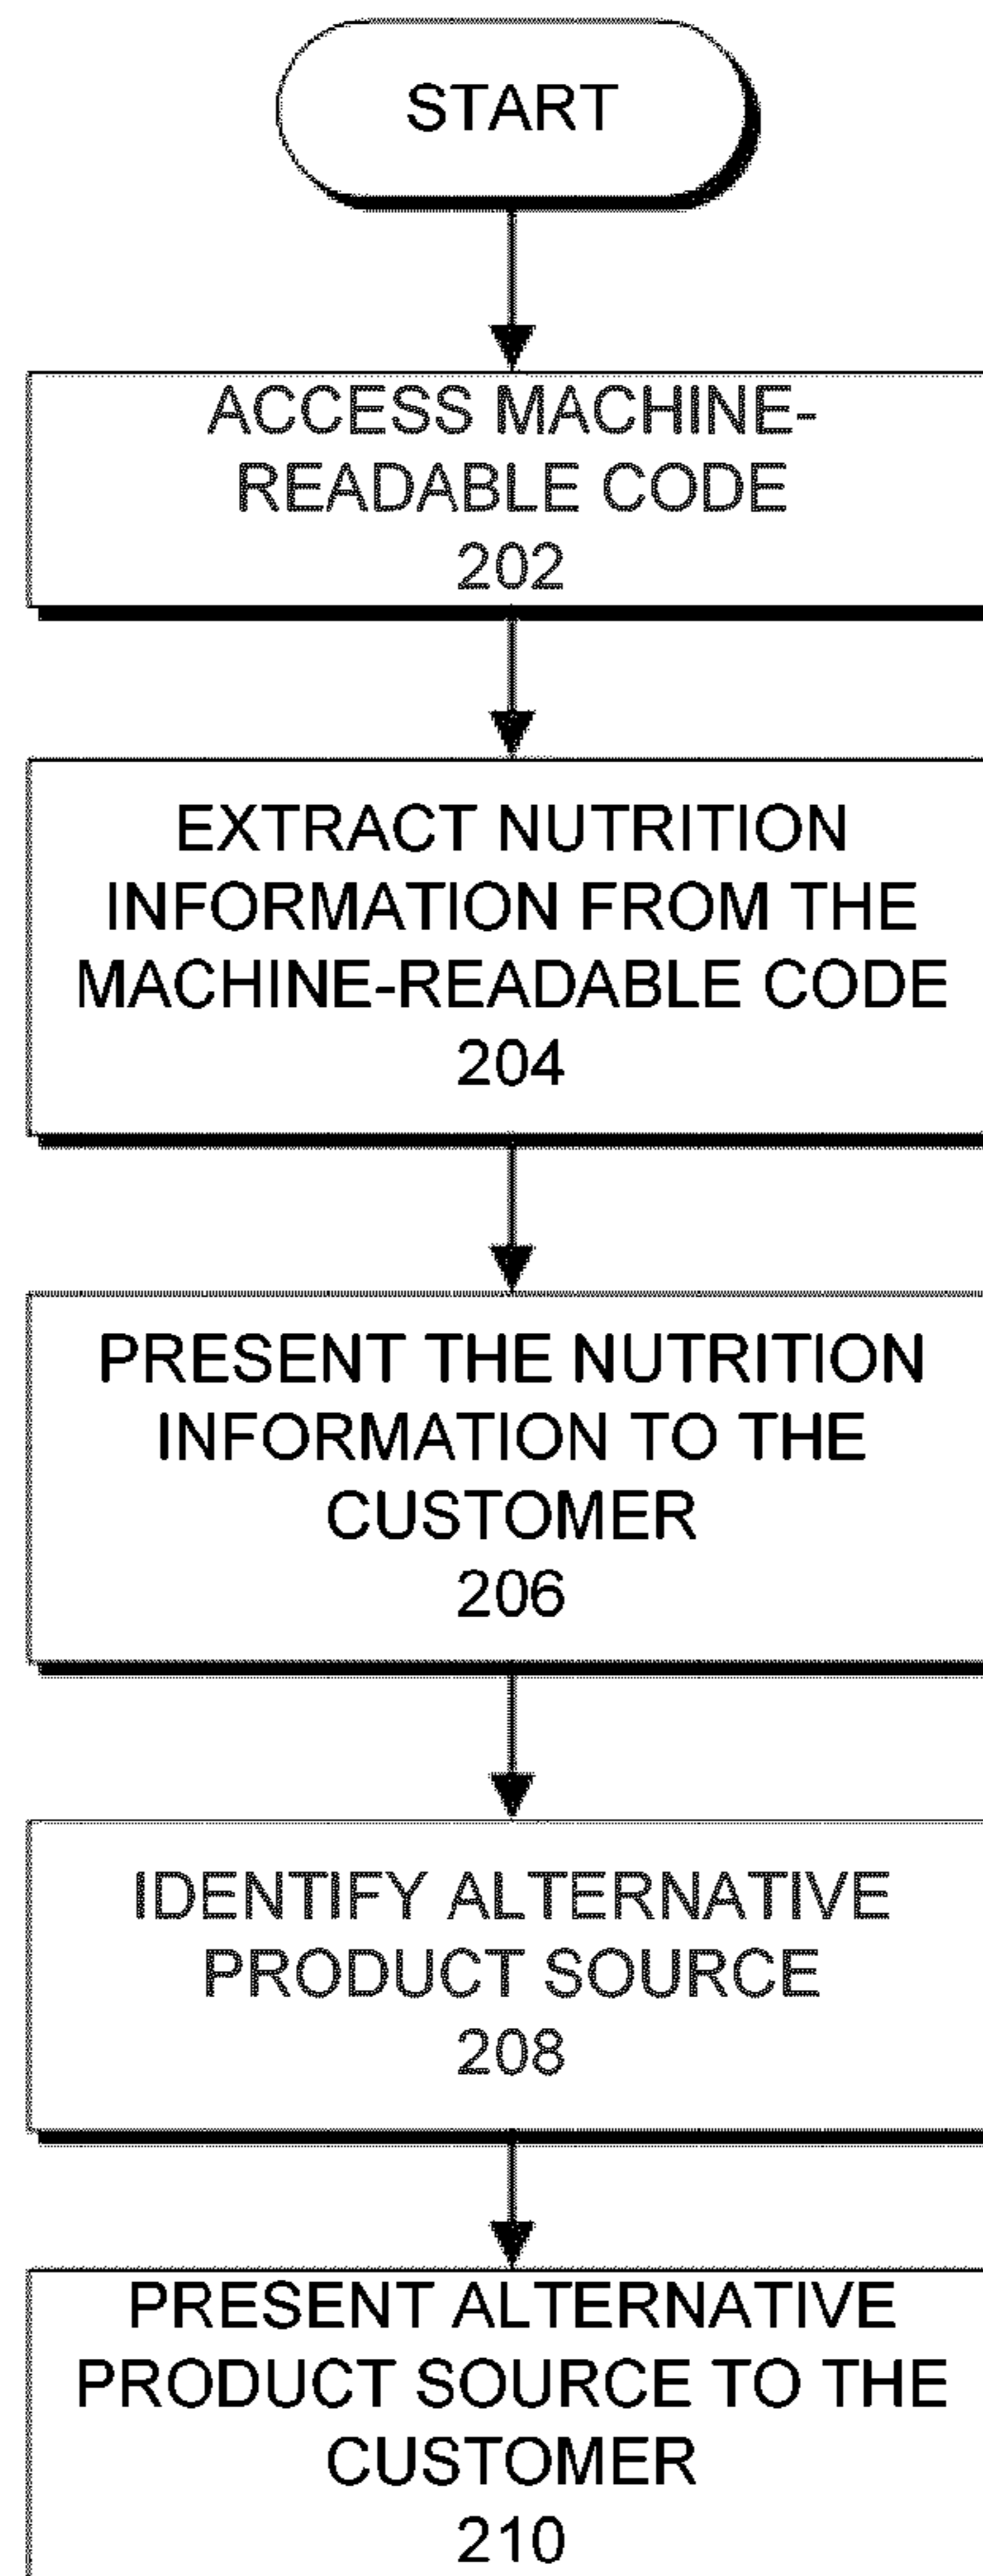 START
ACCESS MACHINE-
READABLE CODE
202
EXTRACT NUTRITION
INFORMATION FROM THE
MACHINE-READABLE CODE
204
PRESENT THE NUTRITION
INFORMATION TO THE
CUSTOMER
206
IDENTIFY ALTERNATIVE
PRODUCT SOURCE
208
PRESENT ALTERNATIVE
PRODUCT SOURCE TO THE
CUSTOMER
210